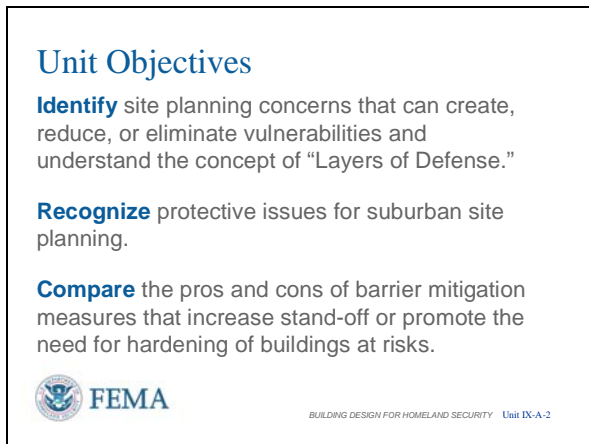 Unit Objectives
Identify site planning concerns that can create,
reduce, or eliminate vulnerabilities and
understand the concept of “Layers of Defense.”
Recognize protective issues for suburban site
planning.
Compare the pros and cons of barrier mitigation
measures that increase stand-off or promote the
need for hardening of buildings at risks.
FEMA
BUILDING DESIGN FOR HOMELAND SECURITY Unit IX-A-2